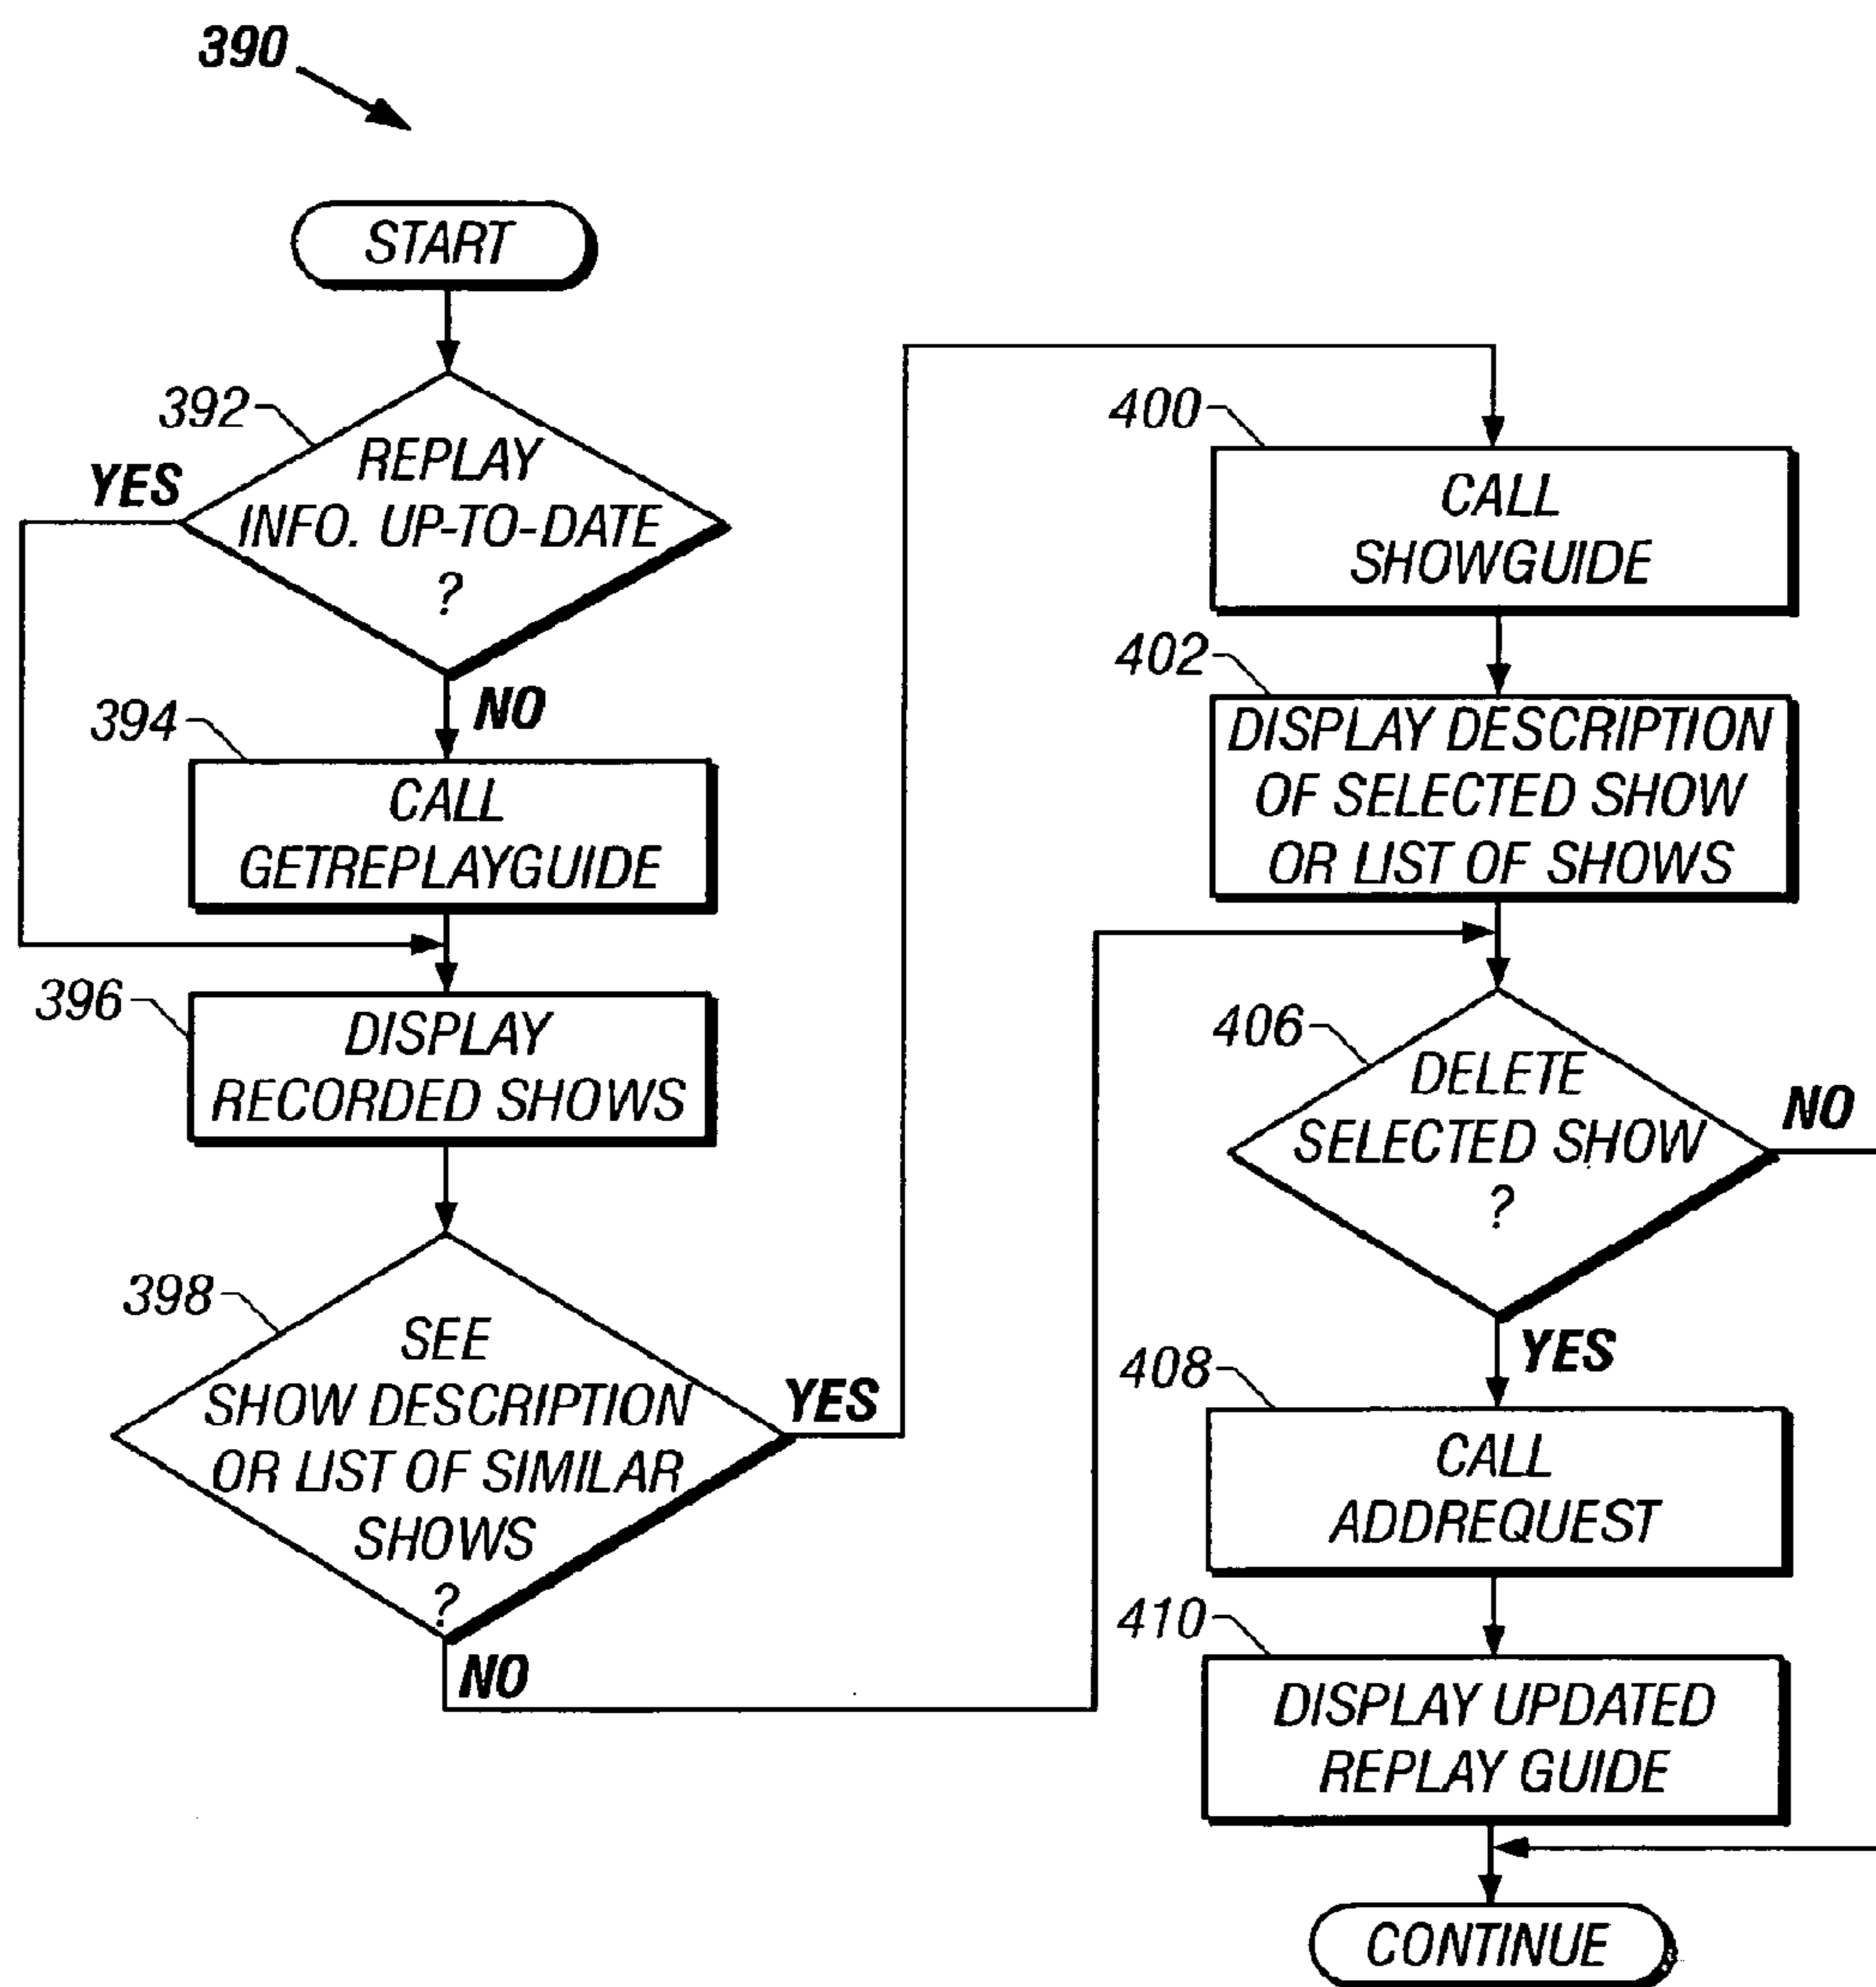 390
START
392
YES
REPLAY
INFO. UP-TO-DATE
?
NO
394
CALL
GETREPLAYGUIDE
396
DISPLAY
RECORDED SHOWS
398
SEE
SHOW DESCRIPTION
OR LIST OF SIMILAR
SHOWS
?
YES
NO
400
CALL
SHOWGUIDE
402
DISPLAY DESCRIPTION
OF SELECTED SHOW
OR LIST OF SHOWS
406
DELETE
SELECTED SHOW
?
NO
YES
408
CALL
ADDREQUEST
410
DISPLAY UPDATED
REPLAY GUIDE
CONTINUE